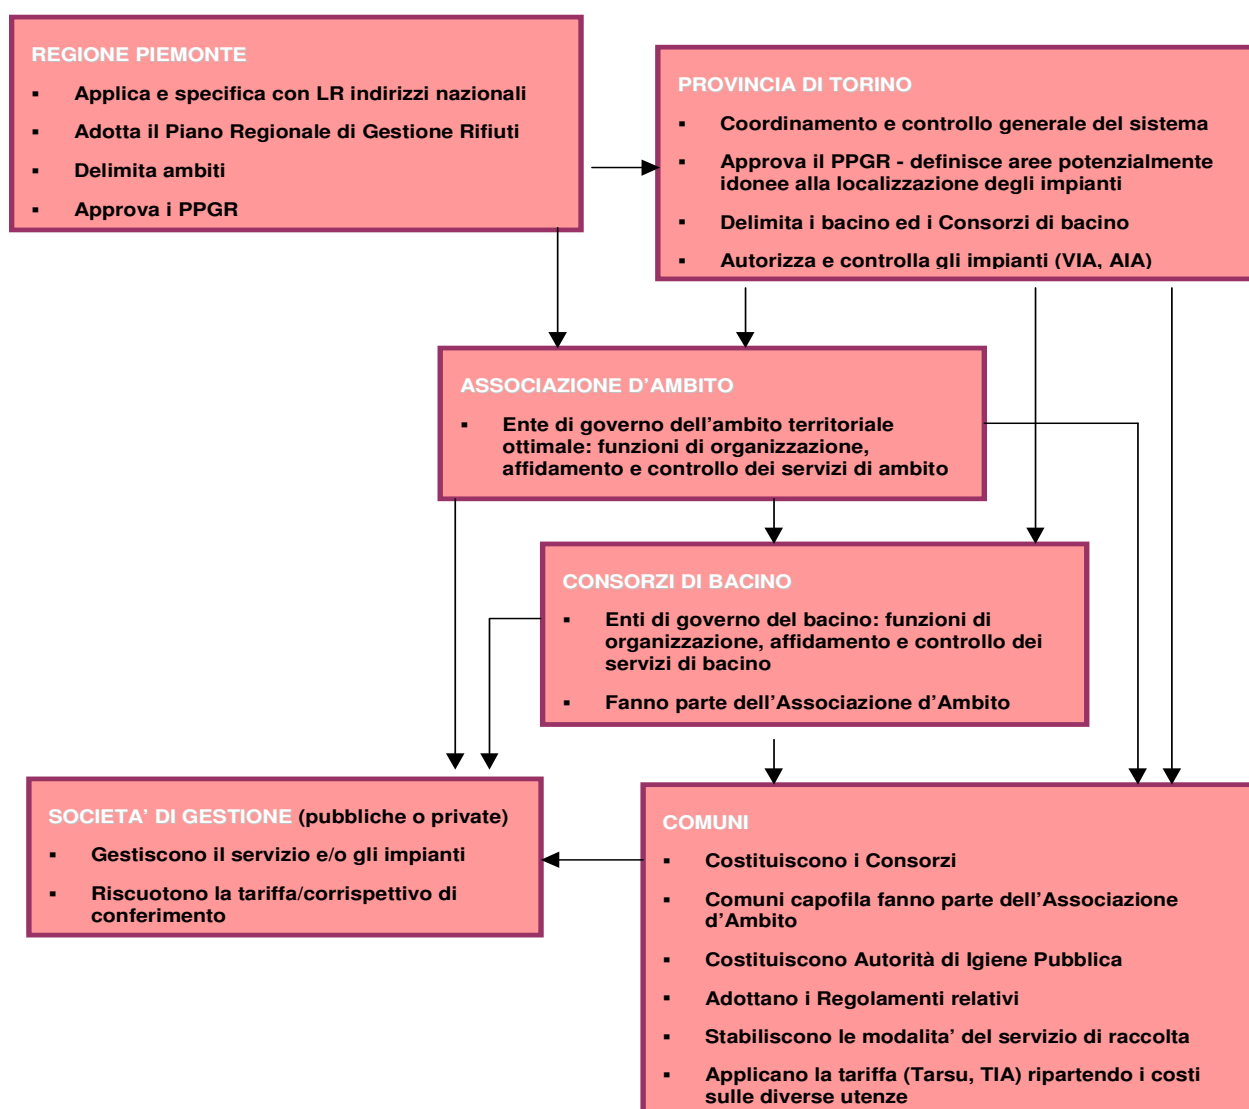 REGIONE PIEMONTE
▪ Applica e specifica con LR indirizzi nazionali
▪ Adotta il Piano Regionale di Gestione Rifiuti
▪ Delimita ambiti
▪ Approva i PPGR
PROVINCIA DI TORINO
▪ Coordinamento e controllo generale del sistema
▪ Approva il PPGR - definisce aree potenzialmente
idonee alla localizzazione degli impianti
▪ Delimita i bacino ed i Consorzi di bacino
▪ Autorizza e controlla gli impianti (VIA, AIA)
ASSOCIAZIONE D'AMBITO
▪ Ente di governo dell'ambito territoriale
ottimale: funzioni di organizzazione,
affidamento e controllo dei servizi di ambito
CONSORZI DI BACINO
▪ Enti di governo del bacino: funzioni di
organizzazione, affidamento e controllo dei
servizi di bacino
▪ Fanno parte dell'Associazione d'Ambito
SOCIETA' DI GESTIONE (pubbliche o private)
▪ Gestiscono il servizio e/o gli impianti
▪ Riscuotono la tariffa/corrispettivo di
conferimento
COMUNI
▪ Costituiscono i Consorzi
▪ Comuni capofila fanno parte dell'Associazione
d'Ambito
▪ Costituiscono Autorità di Igiene Pubblica
▪ Adottano i Regolamenti relativi
▪ Stabiliscono le modalita' del servizio di raccolta
▪ Applicano la tariffa (Tarsu, TIA) ripartendo i costi
sulle diverse utenze